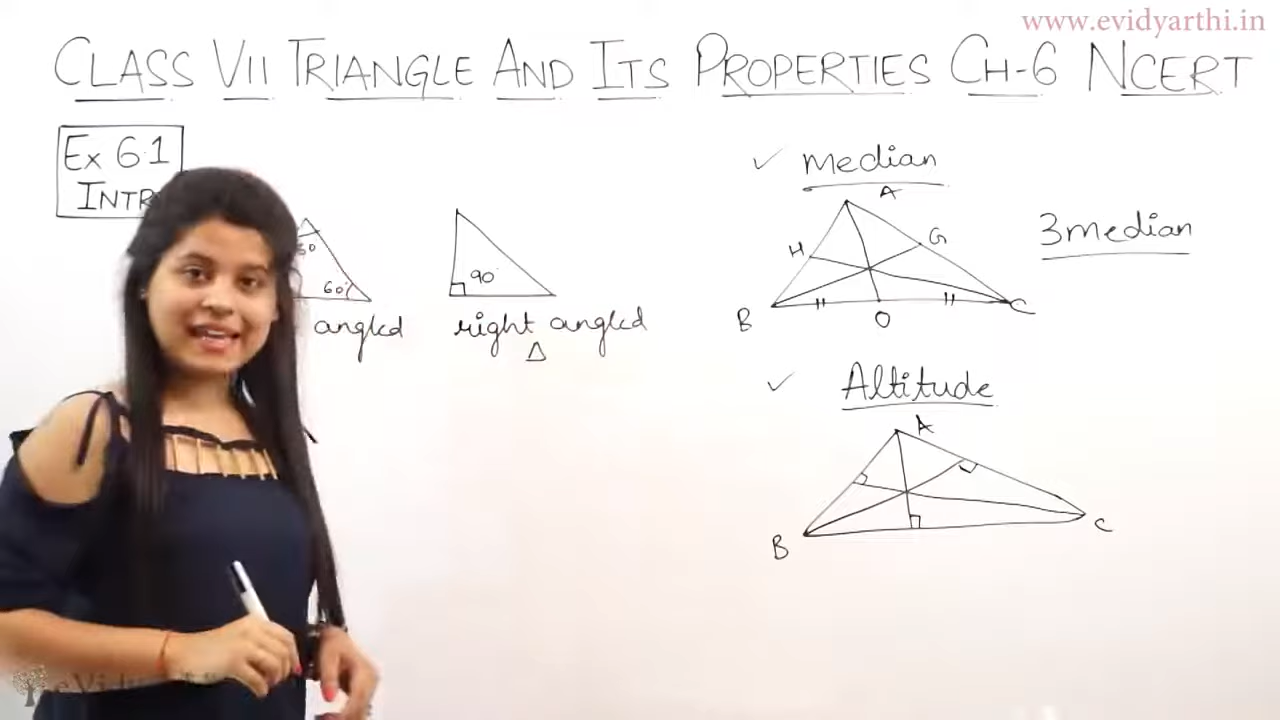 www.evidyarthi.in
CLASS VII TRIANGLE AND ITS PROPERTIES CH-6 NCERT
Ex 6.1
INTR
60%
angled
90°
right angled
Δ
✓ Median
A
H
G
B
O
C
3median
✓ Altitude
A
B
C